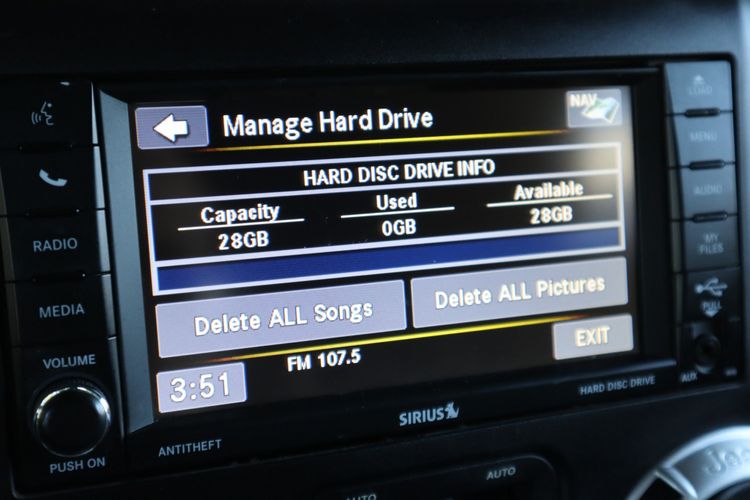 Manage Hard Drive
NAV
HARD DISC DRIVE INFO
Capacity Used Available
28GB 0GB 28GB
Delete ALL Songs
Delete ALL Pictures
EXIT
FM 107.5
3:51
RADIO
MEDIA
VOLUME
PUSH ON
ANTITHEFT
SIRIUS
HARD DISC DRIVE
LOAD
MENU
AUDIO
MY
FILES
PULL
AUX
AUTO
AUTO
Jeep